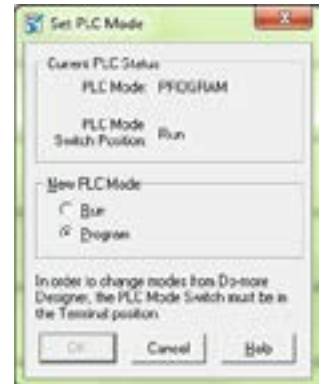 Set PLC Mode
Current PLC Status
PLC Mode: PROGRAM
PLC Mode
Switch Position: Run
New PLC Mode
Run
Program
In order to change modes from Do-more
Designer, the PLC Mode Switch must be in
the Terminal position.
OK
Cancel
Help